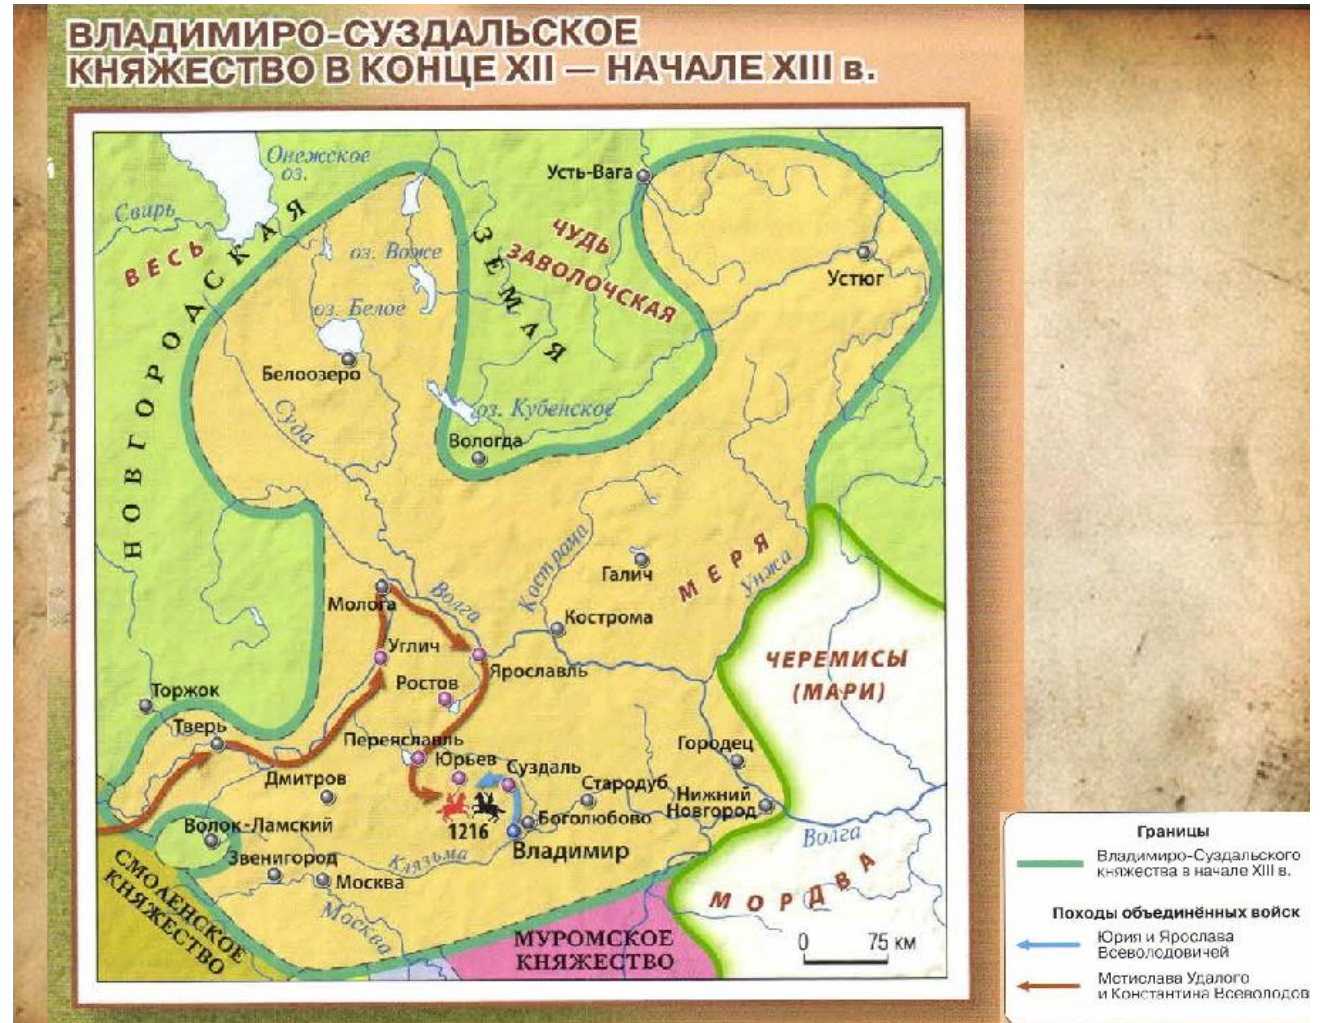 ВЛАДИМИРО-СУЗДАЛЬСКОЕ
КНЯЖЕСТВО В КОНЦЕ XII — НАЧАЛЕ XIII в.
Онежское
оз.
Свирь
ВЕСЬ
НОВГОРОДСКАЯ
ЗЕМЛЯ
Усть-Вага
ЧУДЬ
ЗАВОЛОЧСКАЯ
Устюг
оз. Воже
оз. Белое
Белоозеро
Суда
оз. Кубенское
Вологда
Молога
Волга
Кострома
Галич
МЕРЯ
Унжа
Кострома
Углич
Ярославль
Ростов
ЧЕРЕМИСЫ
(МАРИ)
Торжок
Тверь
Переяславль
Юрьев
Суздаль
Городец
Дмитров
Стародуб
Нижний
Новгород
Волок-Ламский
1216
Боголюбово
Владимир
Волга
Звенигород
Клязьма
Москва
Москва
МОРДВА
СМОЛЕНСКОЕ
КНЯЖЕСТВО
МУРОМСКОЕ
КНЯЖЕСТВО
0 75 км
Границы
Владимиро-Суздальского
княжества в начале XIII в.
Походы объединённых войск
Юрия и Ярослава
Всеволодовичей
Мстислава Удалого
и Константина Всеволодов